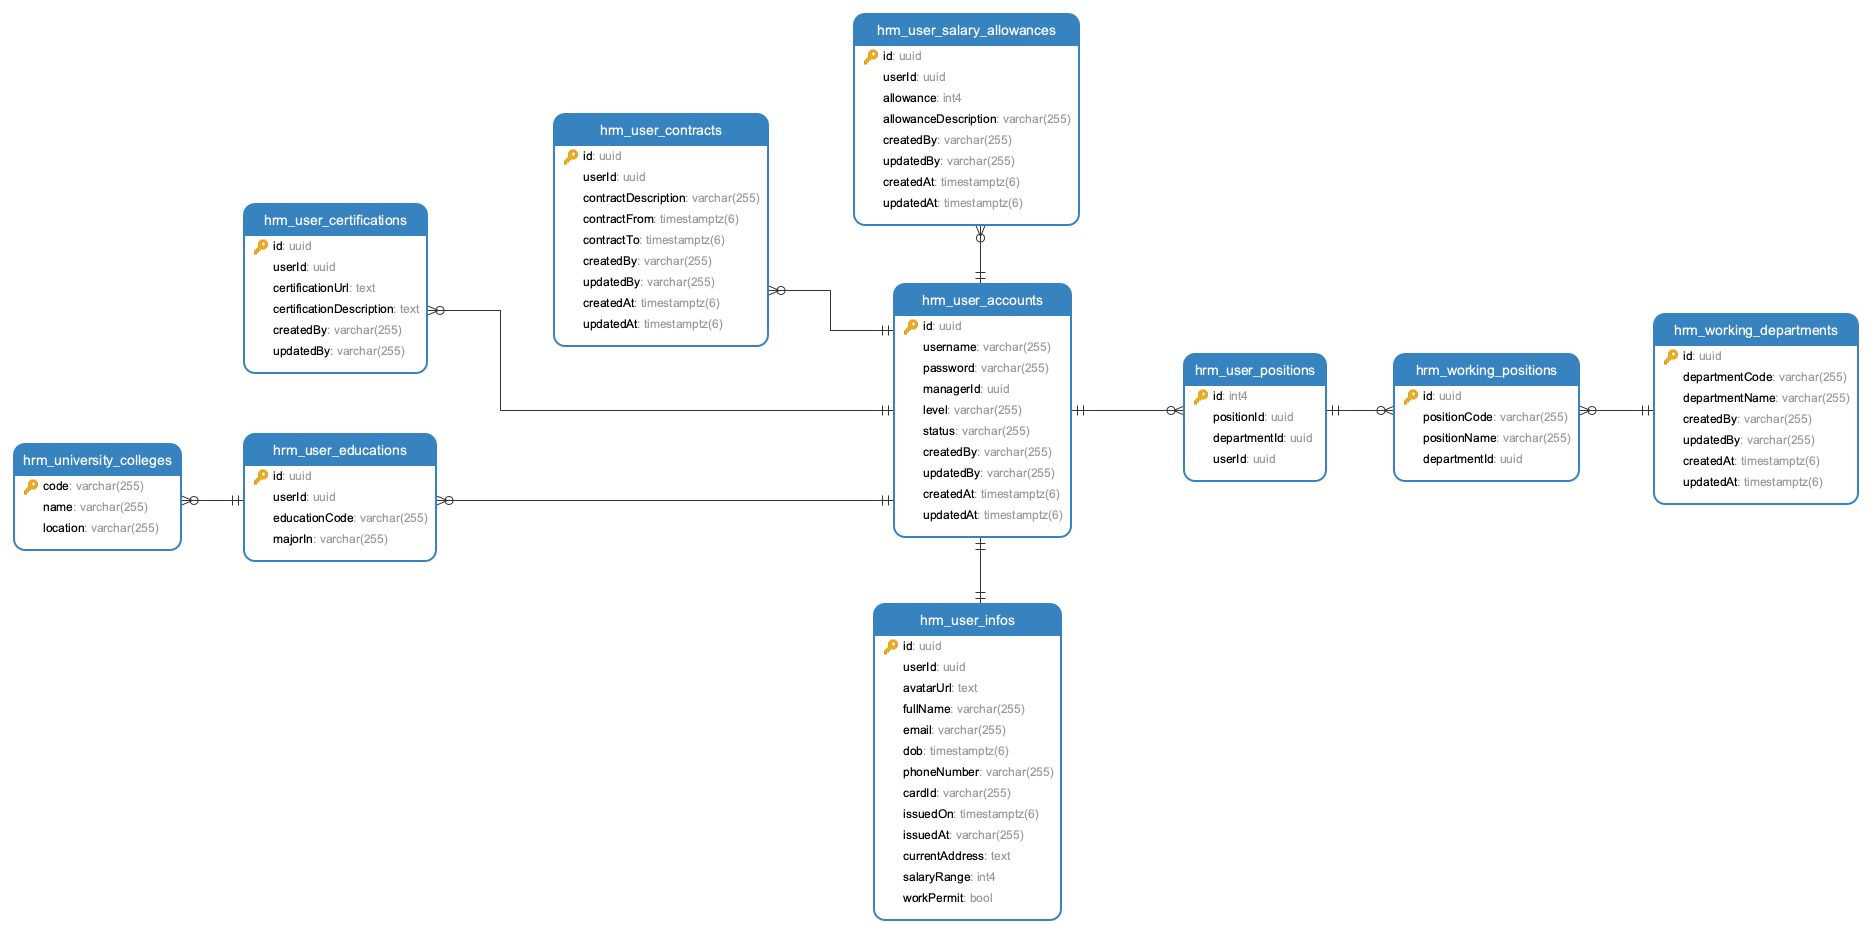 hrm_user_salary_allowances
id: uuid
userId: uuid
allowance: int4
allowanceDescription: varchar(255)
createdBy: varchar(255)
updatedBy: varchar(255)
createdAt: timestamptz(6)
updatedAt: timestamptz(6)
hrm_user_contracts
id: uuid
userId: uuid
contractDescription: varchar(255)
contractFrom: timestamptz(6)
contractTo: timestamptz(6)
createdBy: varchar(255)
updatedBy: varchar(255)
createdAt: timestamptz(6)
updatedAt: timestamptz(6)
hrm_user_certifications
id: uuid
userId: uuid
certificationUrl: text
certificationDescription: text
createdBy: varchar(255)
updatedBy: varchar(255)
hrm_university_colleges
code: varchar(255)
name: varchar(255)
location: varchar(255)
hrm_user_educations
id: uuid
userId: uuid
educationCode: varchar(255)
majorIn: varchar(255)
hrm_user_accounts
id: uuid
username: varchar(255)
password: varchar(255)
managerId: uuid
level: varchar(255)
status: varchar(255)
createdBy: varchar(255)
updatedBy: varchar(255)
createdAt: timestamptz(6)
updatedAt: timestamptz(6)
hrm_user_positions
id: int4
positionId: uuid
departmentId: uuid
userId: uuid
hrm_working_positions
id: uuid
positionCode: varchar(255)
positionName: varchar(255)
departmentId: uuid
hrm_working_departments
id: uuid
departmentCode: varchar(255)
departmentName: varchar(255)
createdBy: varchar(255)
updatedBy: varchar(255)
createdAt: timestamptz(6)
updatedAt: timestamptz(6)
hrm_user_infos
id: uuid
userId: uuid
avatarUrl: text
fullName: varchar(255)
email: varchar(255)
dob: timestamptz(6)
phoneNumber: varchar(255)
cardId: varchar(255)
issuedOn: timestamptz(6)
issuedAt: varchar(255)
currentAddress: text
salaryRange: int4
workPermit: bool